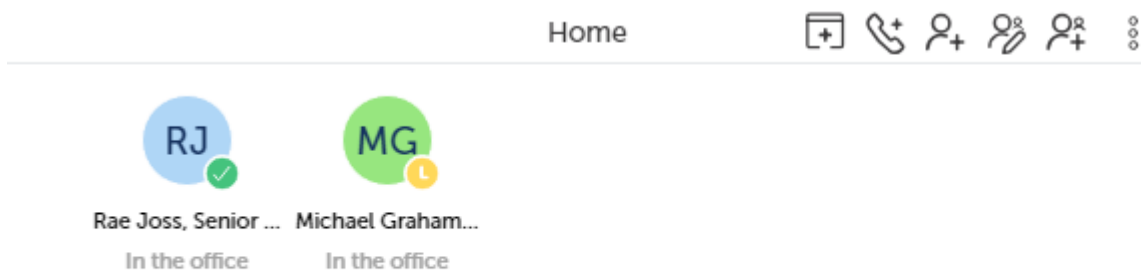 Home
RJ MG
Rae Joss, Senior ... Michael Graham...
In the office In the office